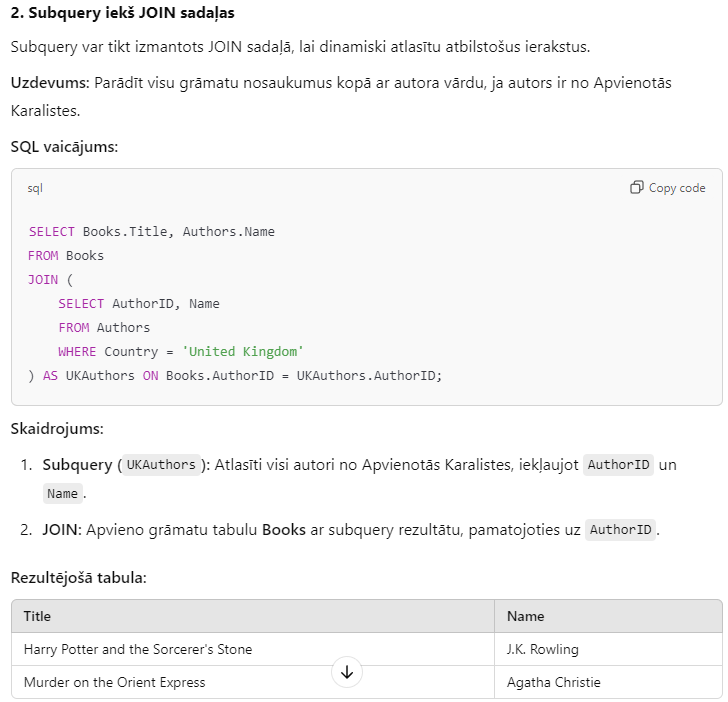 2. Subquery iekš JOIN sadaļas
Subquery var tikt izmantots JOIN sadaļā, lai dinamiski atlasītu atbilstošus ierakstus.
Uzdevums: Parādīt visu grāmatu nosaukumus kopā ar autora vārdu, ja autors ir no Apvienotās
Karalistes.
SQL vaicājums:
sql
Copy code
SELECT Books.Title, Authors.Name
FROM Books
JOIN (
    SELECT AuthorID, Name
    FROM Authors
    WHERE Country = 'United Kingdom'
) AS UKAuthors ON Books.AuthorID = UKAuthors.AuthorID;
Skaidrojums:
1. Subquery (UKAuthors): Atlasīti visi autori no Apvienotās Karalistes, iekļaujot AuthorID un
Name.
2. JOIN: Apvieno grāmatu tabulu Books ar subquery rezultātu, pamatojoties uz AuthorID.
Rezultējošā tabula:
Title Name
Harry Potter and the Sorcerer's Stone J.K. Rowling
Murder on the Orient Express Agatha Christie